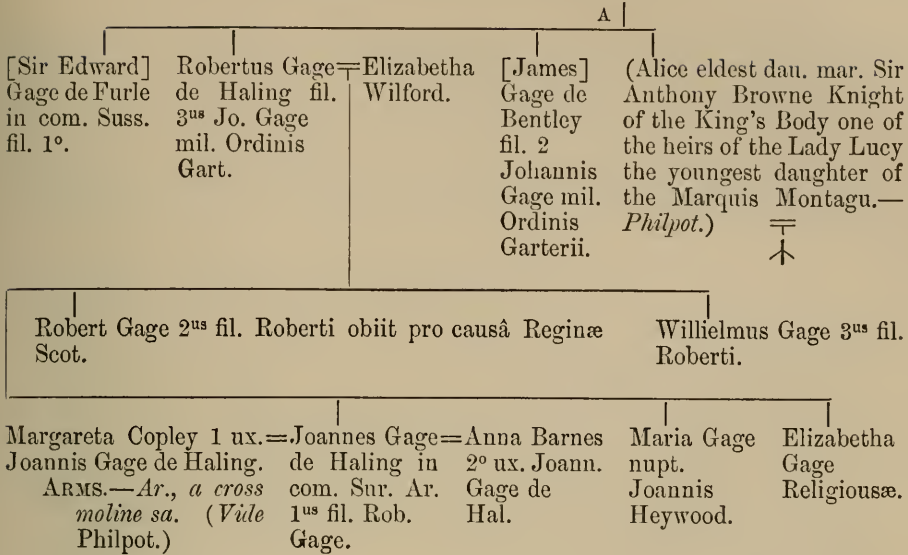 A
[Sir Edward]
Gage de Furle
in com. Suss.
fil. 1º.
Robertus Gage
de Haling fil.
3us Jo. Gage
mil. Ordinis
Gart.
Elizabetha
Wilford.
[James]
Gage de
Bentley
fil. 2
Johannis
Gage mil.
Ordinis
Garterii.
(Alice eldest dau. mar. Sir
Anthony Browne Knight
of the King's Body one of
the heirs of the Lady Lucy
the youngest daughter of
the Marquis Montagu.—
Philpot.)
Robert Gage 2us fil. Roberti obiit pro causâ Reginæ
Scot.
Willielmus Gage 3us fil.
Roberti.
Margareta Copley 1 ux.
Joannis Gage de Haling.
ARMS.—Ar., a cross
moline sa. (Vide
Philpot.)
Joannes Gage
de Haling in
com. Sur. Ar.
1us fil. Rob.
Gage.
Anna Barnes
2º ux. Joann.
Gage de
Hal.
Maria Gage
nupt.
Joannis
Heywood.
Elizabetha
Gage
Religiousæ.